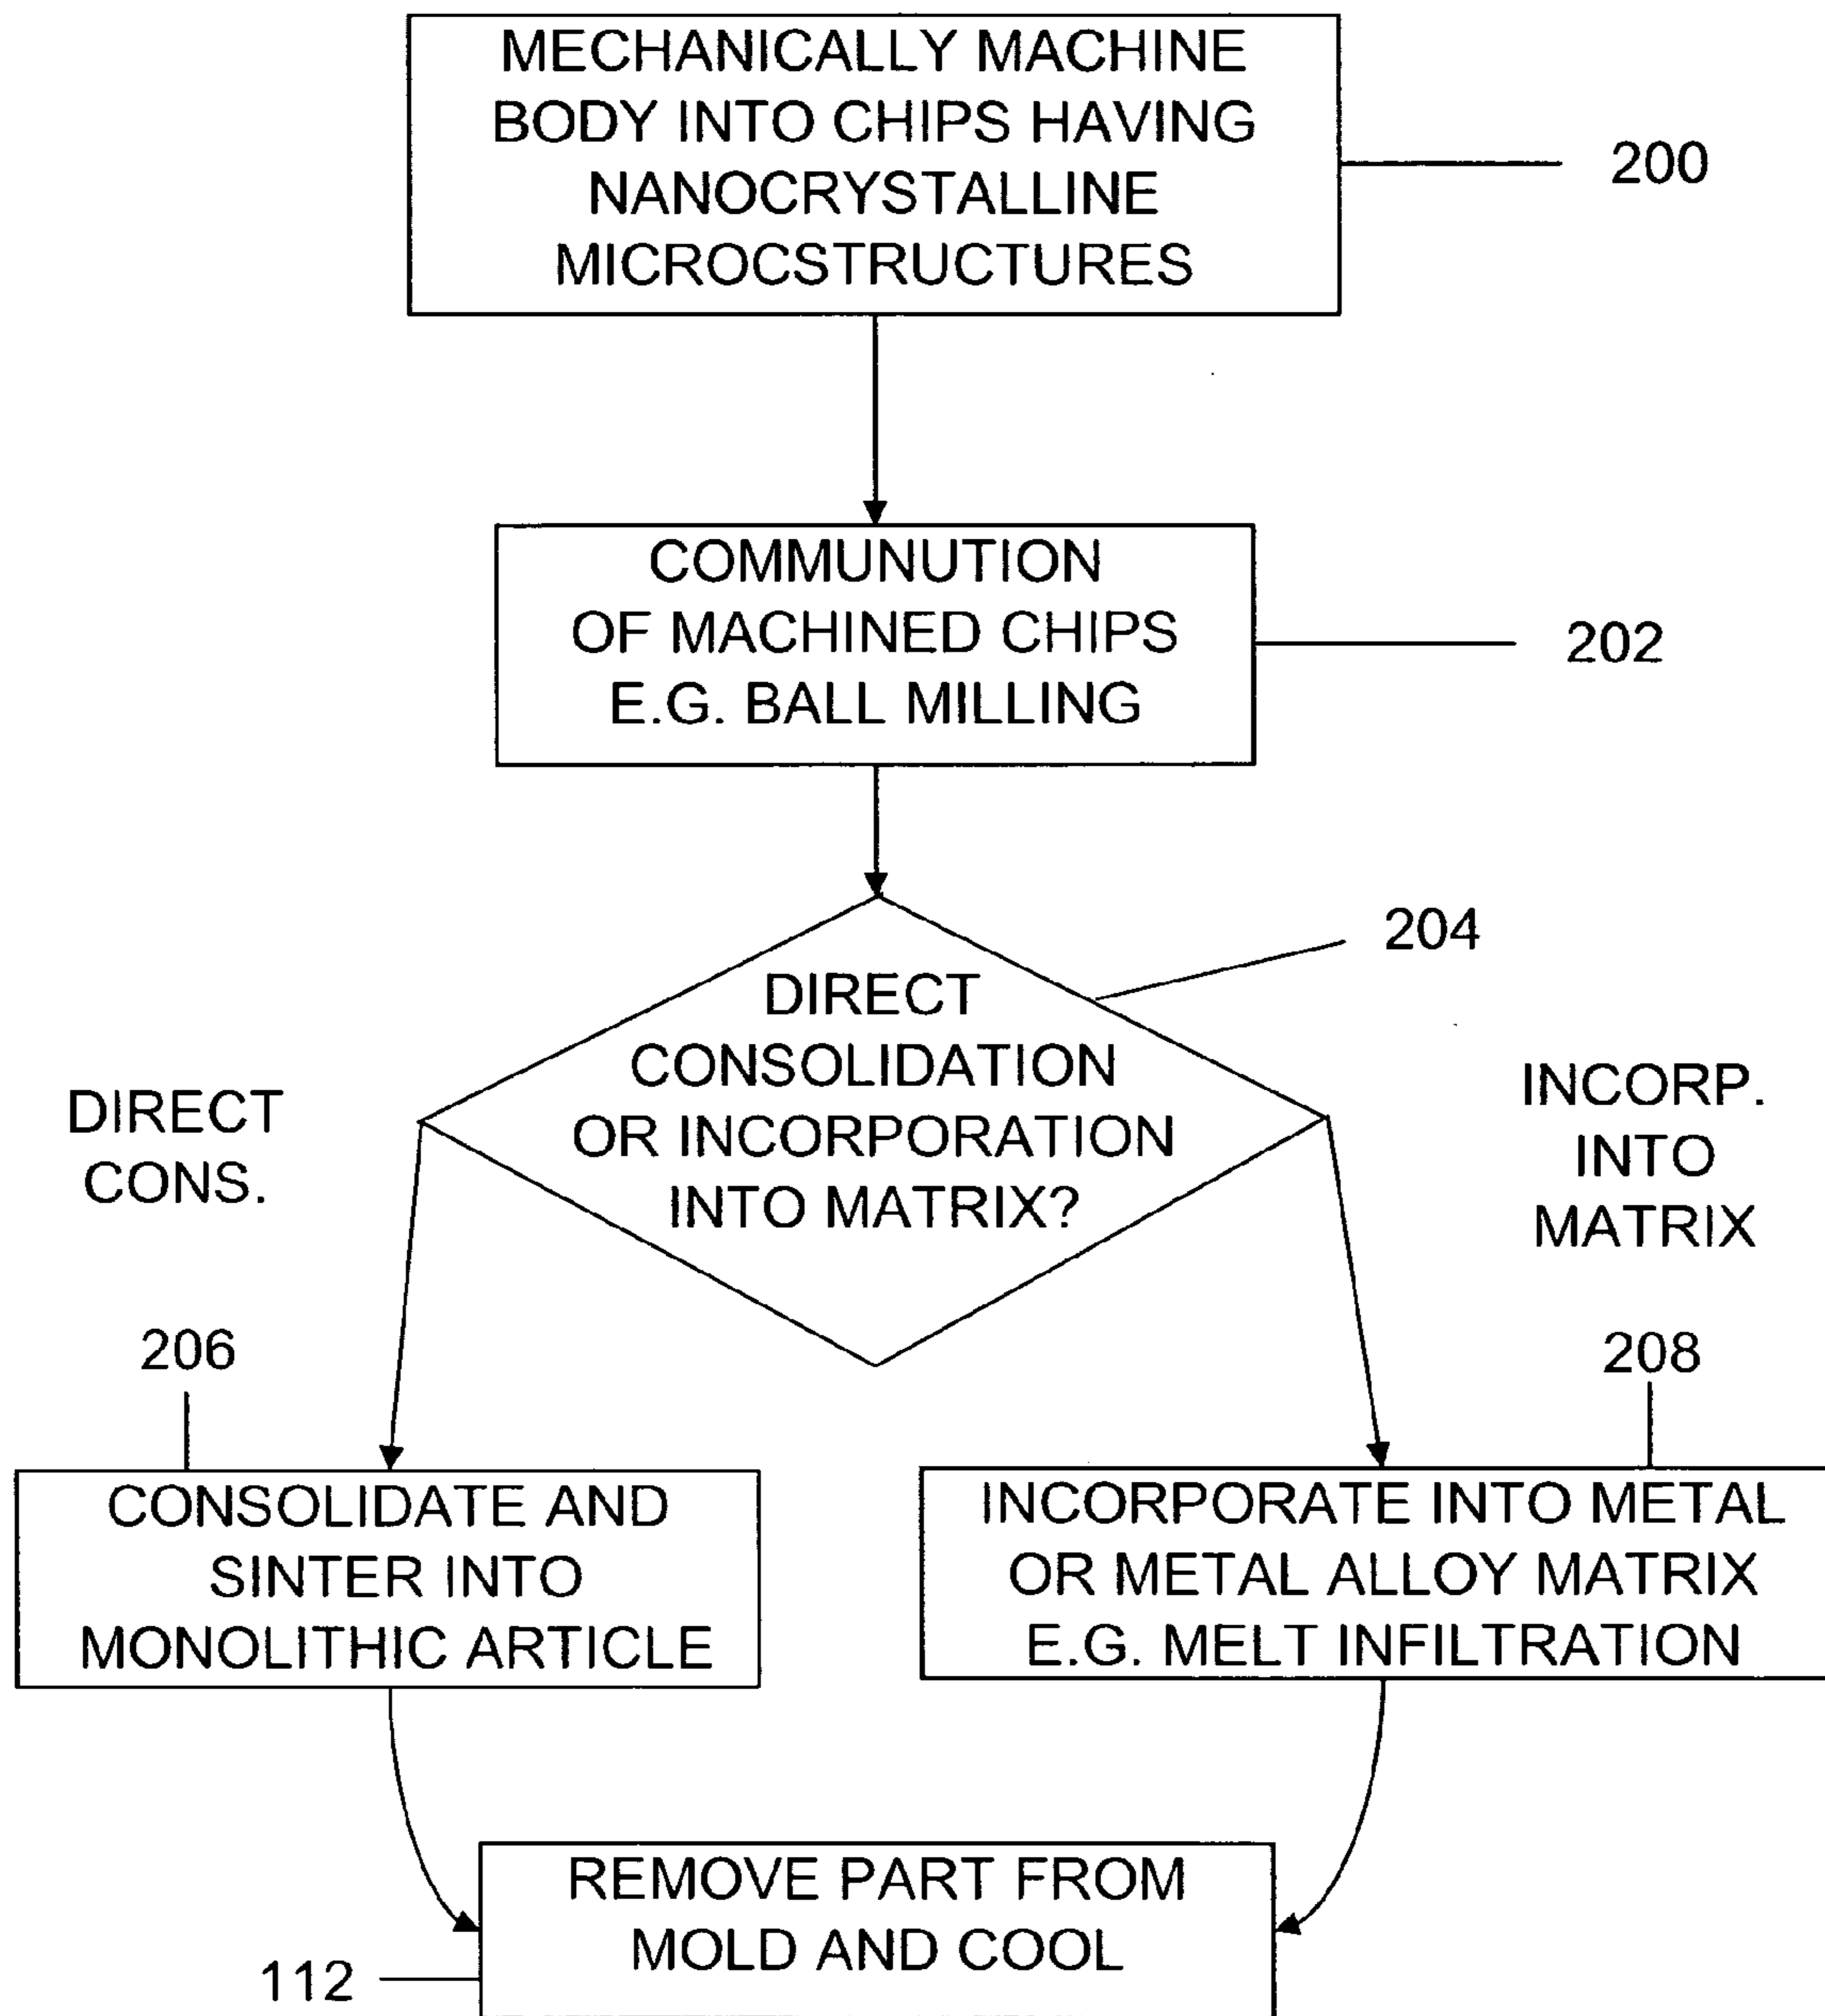 MECHANICALLY MACHINE
BODY INTO CHIPS HAVING
NANOCRYSTALLINE
MICROCSTRUCTURES
200
COMMUNUTION
OF MACHINED CHIPS
E.G. BALL MILLING
202
204
DIRECT
CONSOLIDATION
OR INCORPORATION
INTO MATRIX?
DIRECT
CONS.
INCORP.
INTO
MATRIX
206
208
CONSOLIDATE AND
SINTER INTO
MONOLITHIC ARTICLE
INCORPORATE INTO METAL
OR METAL ALLOY MATRIX
E.G. MELT INFILTRATION
REMOVE PART FROM
MOLD AND COOL
112